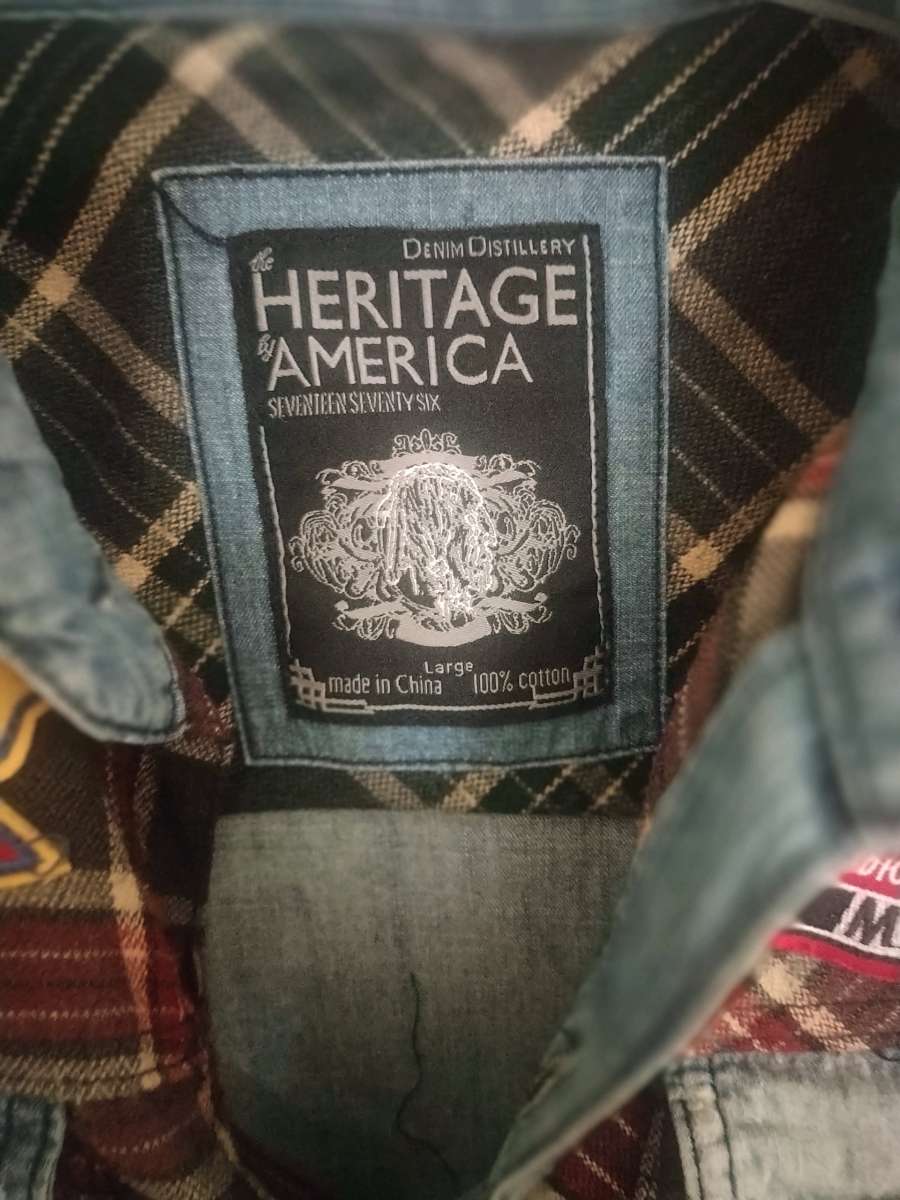 DENIM DISTILLERY
the
HERITAGE
by
AMERICA
SEVENTEEN SEVENTY SIX
Large
made in China 100% cotton